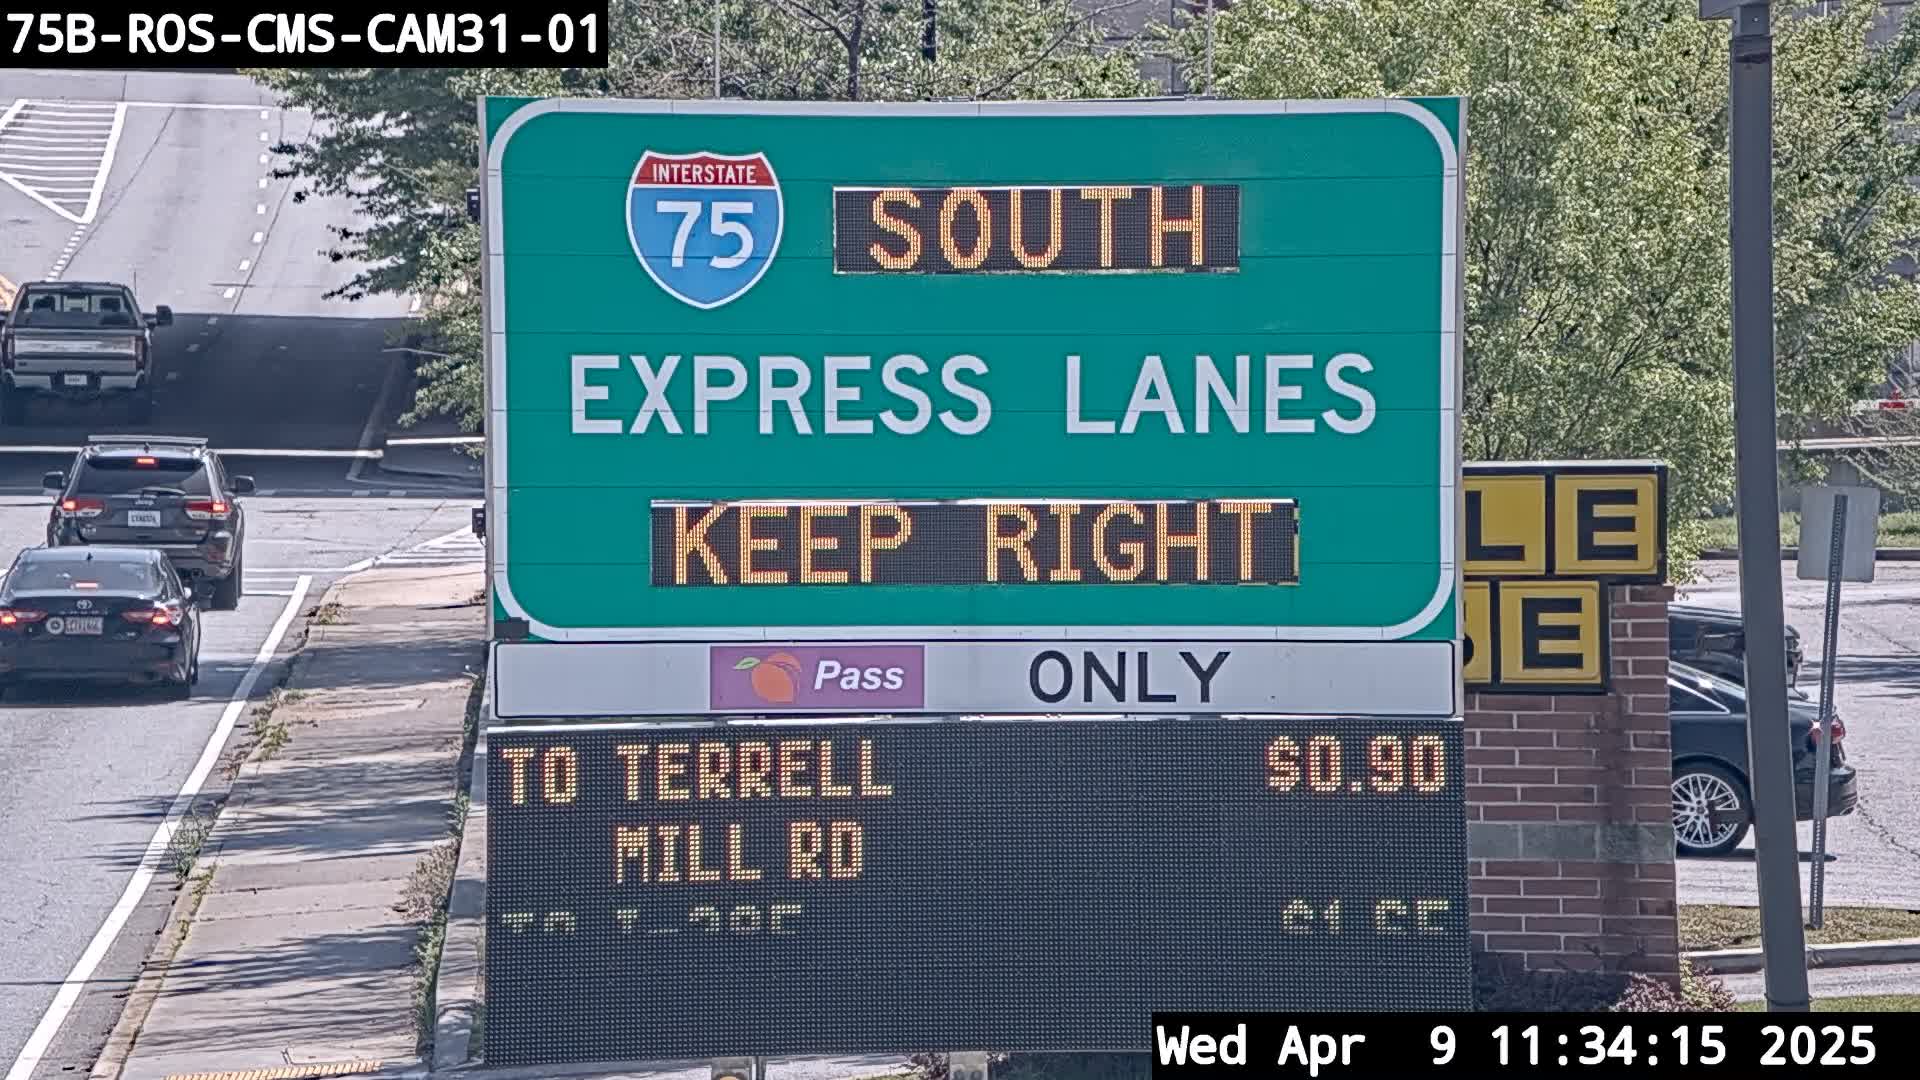 75B-ROS-CMS-CAM31-01
INTERSTATE
75
SOUTH
EXPRESS LANES
KEEP RIGHT
Pass ONLY
TO TERRELL $0.90
MILL RD
LE
E
Wed Apr 9 11:34:15 2025